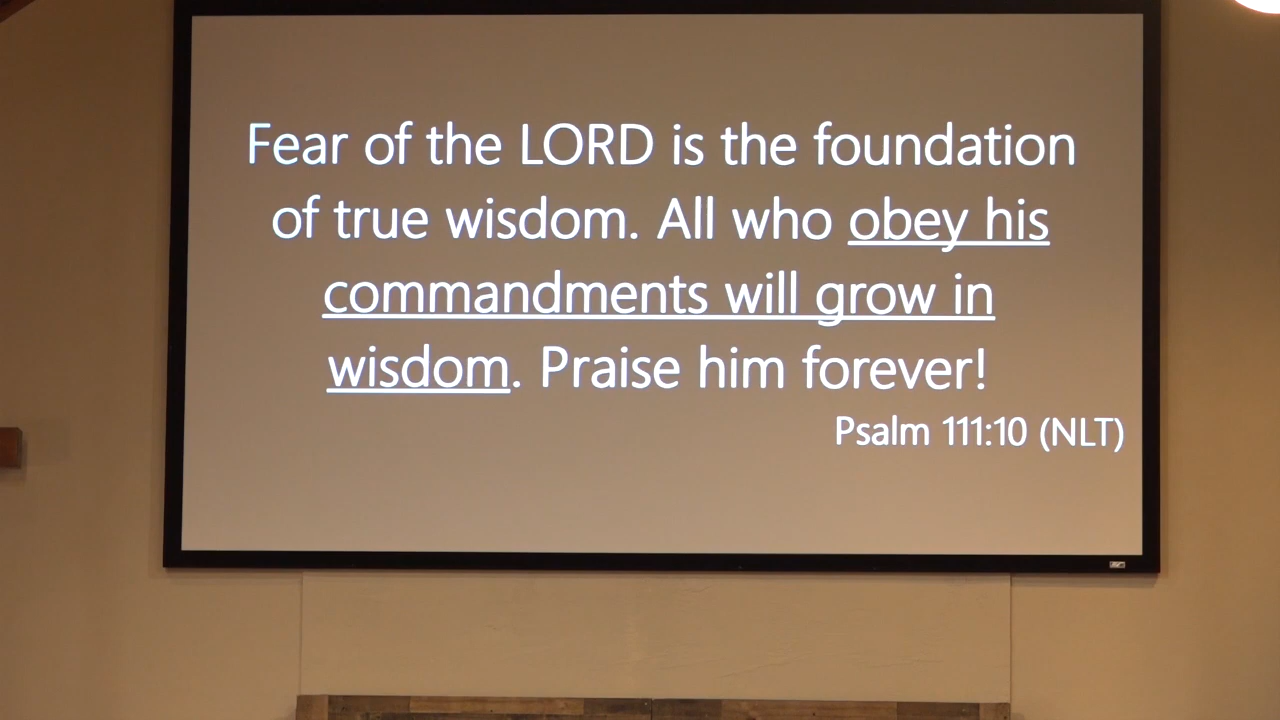 Fear of the LORD is the foundation
of true wisdom. All who obey his
commandments will grow in
wisdom. Praise him forever!
Psalm 111:10 (NLT)